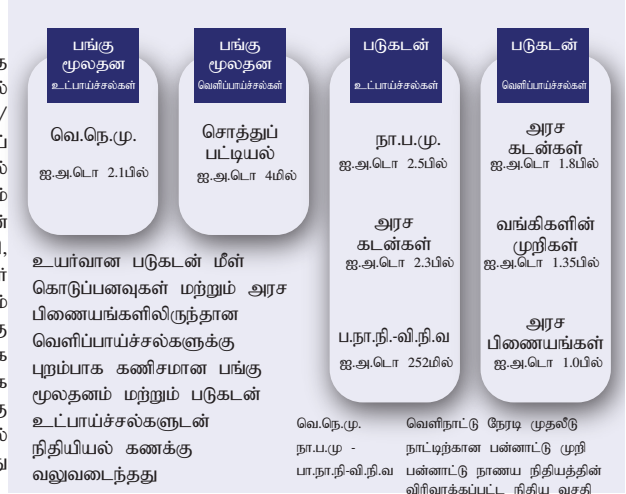 பங்கு
மூலதன
உட்பாய்ச்சல்கள்
வெ.நே.மு.
ஐ.அ.டொ 2.1பில்
பங்கு
மூலதன
வெளிப்பாய்ச்சல்கள்
சொத்துப்
பட்டியல்
ஐ.அ.டொ 4மில்
படுகடன்
உட்பாய்ச்சல்கள்
நா.ப.மு.
ஐ.அ.டொ 2.5பில்
அரச
கடன்கள்
ஐ.அ.டொ 2.3பில்
ப.நா.நி.-வி.நி.வ
ஐ.அ.டொ 252மில்
படுகடன்
வெளிப்பாய்ச்சல்கள்
அரச
கடன்கள்
ஐ.அ.டொ 1.8பில்
வங்கிகளின்
முறிகள்
ஐ.அ.டொ 1.35பில்
அரச
பிணையங்கள்
ஐ.அ.டொ 1.0பில்
உயர்வான படுகடன் மீள்
கொடுப்பனவுகள் மற்றும் அரச
பிணையங்களிலிருந்தான
வெளிப்பாய்ச்சல்களுக்கு
புறம்பாக கணிசமான பங்கு
மூலதனம் மற்றும் படுகடன்
உட்பாய்ச்சல்களுடன்
நிதியியல் கணக்கு
வலுவடைந்தது
வெ.நெ.மு. வெளிநாட்டு நேரடி முதலீடு
நா.ப.மு - நாட்டிற்கான பன்னாட்டு முறி
பா.நா.நி-வி.நி.வ பன்னாட்டு நாணய நிதியத்தின்
விரிவாக்கப்பட்ட நிதிய வசதி